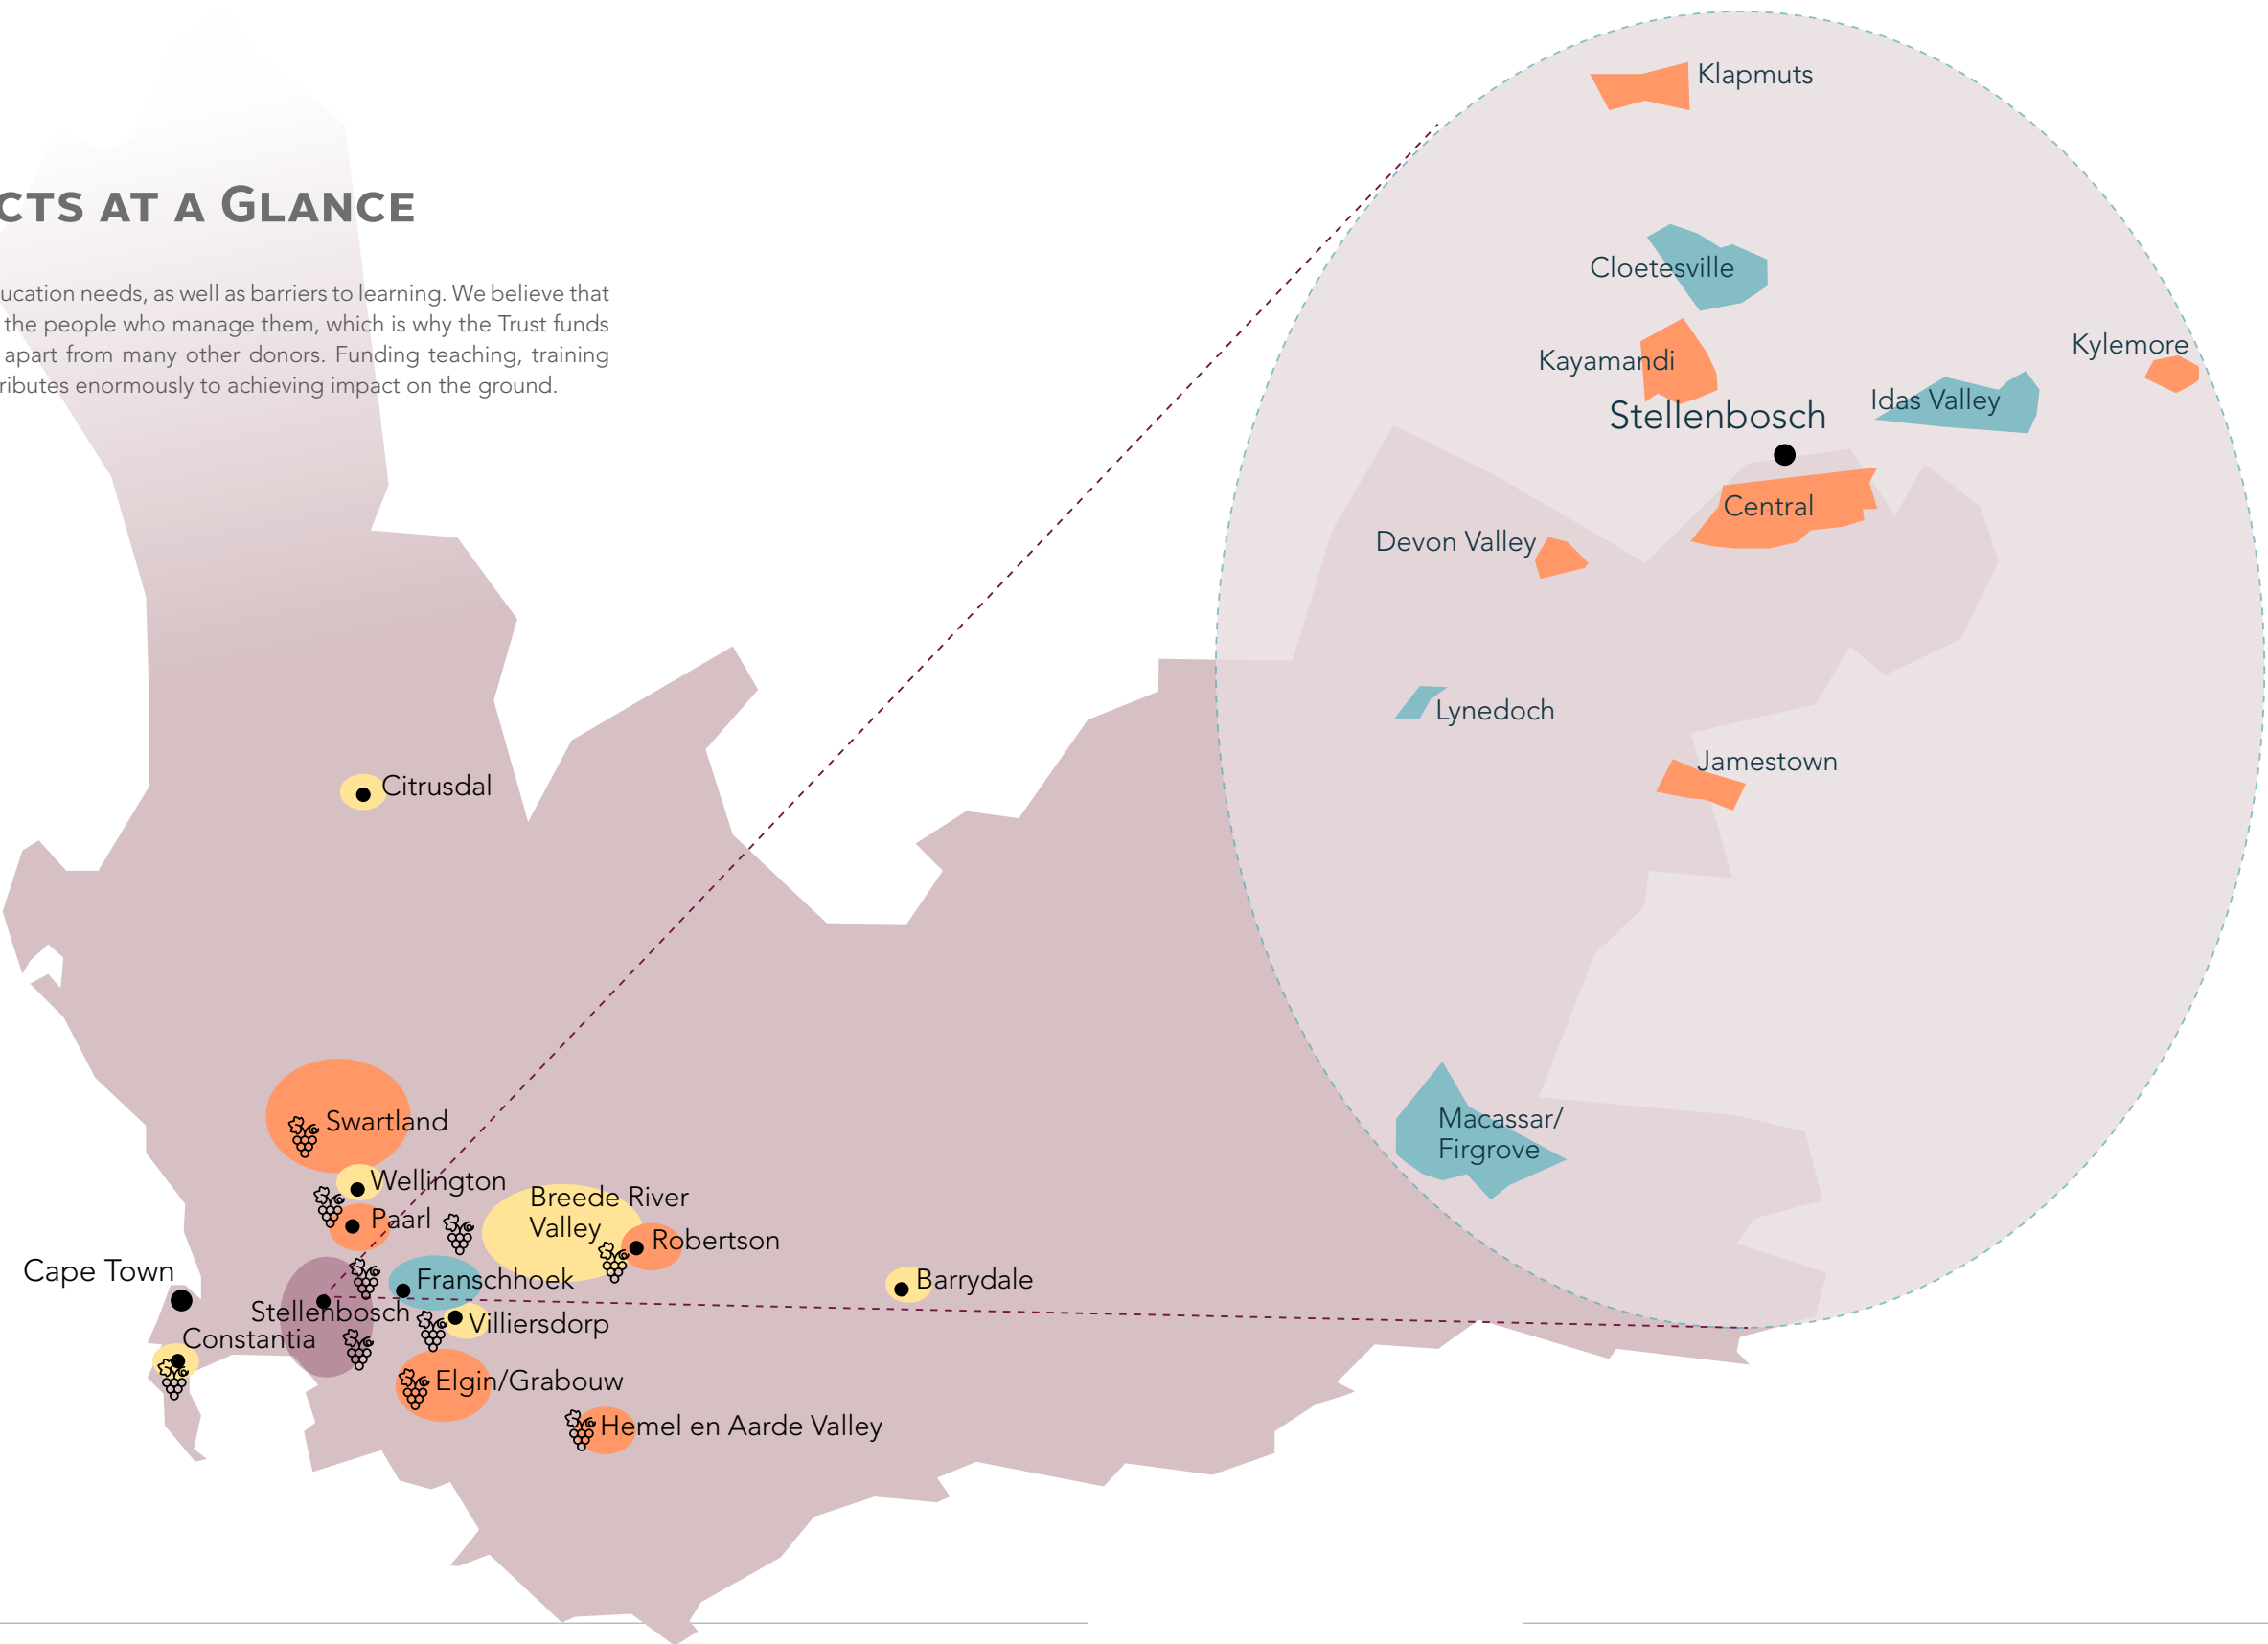 CTS AT A GLANCE
ucation needs, as well as barriers to learning. We believe that
the people who manage them, which is why the Trust funds
apart from many other donors. Funding teaching, training
ributes enormously to achieving impact on the ground.
Klapmuts
Cloetesville
Kylemore
Kayamandi
Idas Valley
Stellenbosch
Central
Devon Valley
Lynedoch
Jamestown
Macassar/
Firgrove
Citrusdal
Swartland
Wellington
Breede River
Valley
Paarl
Robertson
Cape Town
Franschhoek
Barrydale
Stellenbosch
Villiersdorp
Constantia
Elgin/Grabouw
Hemel en Aarde Valley